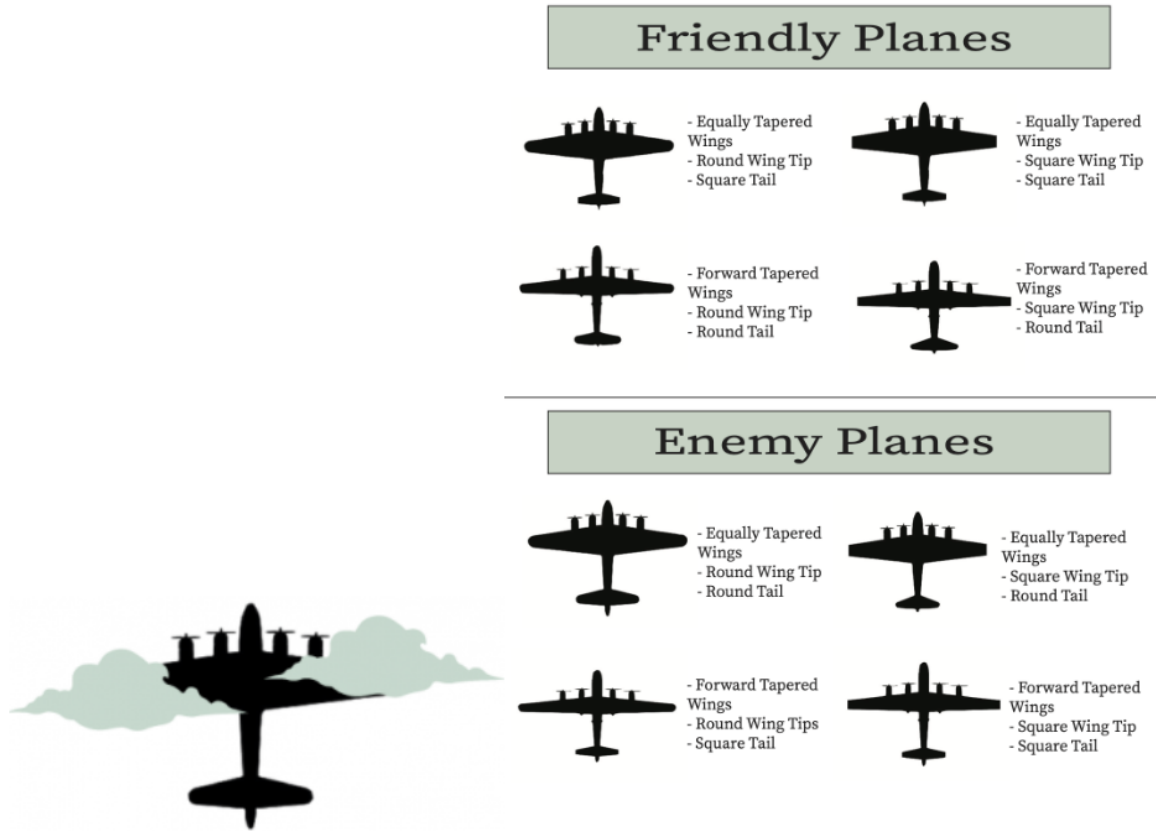 Friendly Planes
- Equally Tapered
Wings
- Round Wing Tip
- Square Tail
- Equally Tapered
Wings
- Square Wing Tip
- Square Tail
- Forward Tapered
Wings
- Round Wing Tip
- Round Tail
- Forward Tapered
Wings
- Square Wing Tip
- Round Tail
Enemy Planes
- Equally Tapered
Wings
- Round Wing Tip
- Round Tail
- Equally Tapered
Wings
- Square Wing Tip
- Round Tail
- Forward Tapered
Wings
- Round Wing Tips
- Square Tail
- Forward Tapered
Wings
- Square Wing Tip
- Square Tail